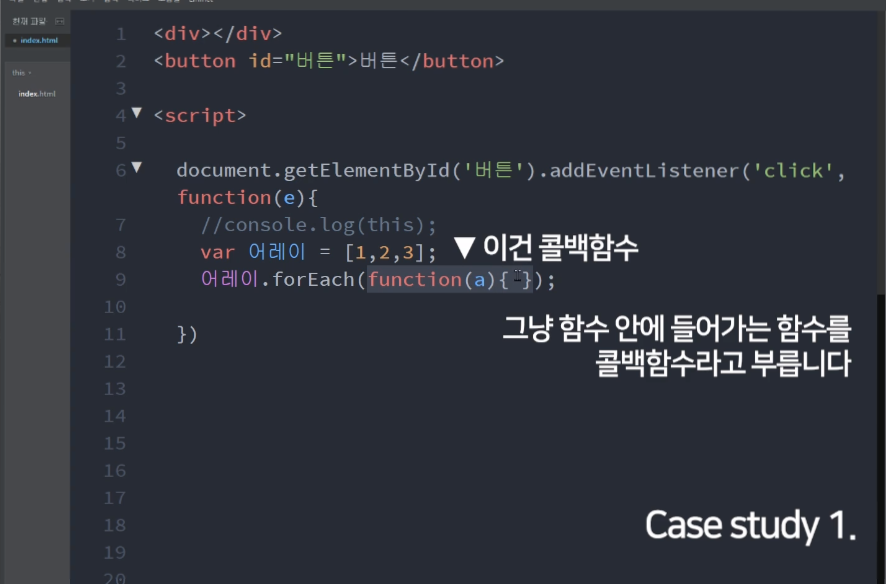 현재 파일
index.html
this
index.html
1 <div></div>
2 <button id="버튼">버튼</button>
3
4 <script>
5
6 document.getElementById('버튼').addEventListener('click',
function(e){
7 //console.log(this);
8 var 어레이 = [1,2,3];
▼ 이건 콜백함수
9 어레이.forEach(function(a){ });
10
그냥 함수 안에 들어가는 함수를
11 })
콜백함수라고 부릅니다
12
13
14
15
16
17
18
Case study 1.
19
20